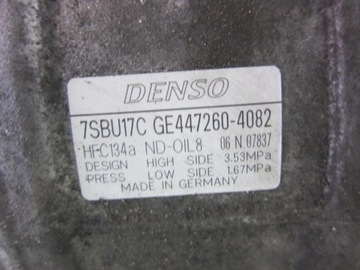 DENSO
7SBU17C GE447260-4082
HFC134a ND-OIL8 06 N 07837
DESIGN HIGH SIDE 3.53MPa
PRESS LOW SIDE 1.67MPa
MADE IN GERMANY